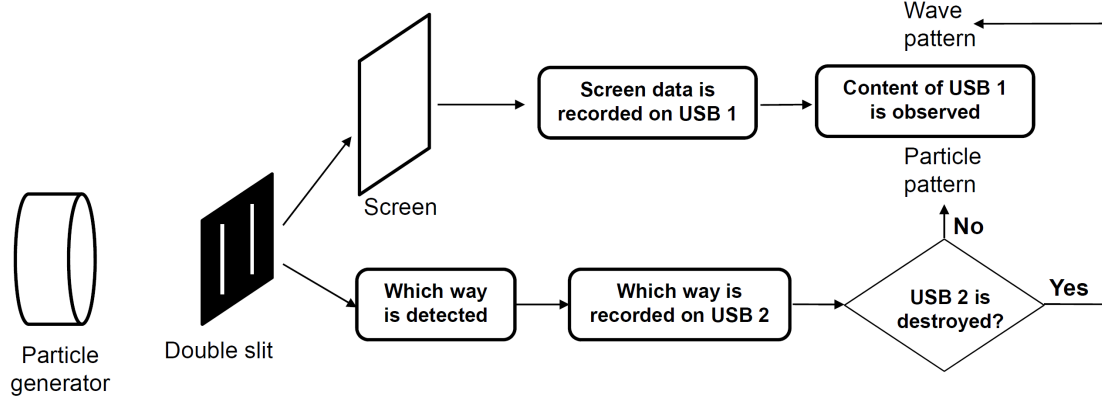 Wave
pattern
Screen data is
recorded on USB 1
Content of USB 1
is observed
Particle
pattern
Screen
No
Which way
is detected
Which way is
recorded on USB 2
USB 2 is
destroyed?
Yes
Double slit
Particle
generator